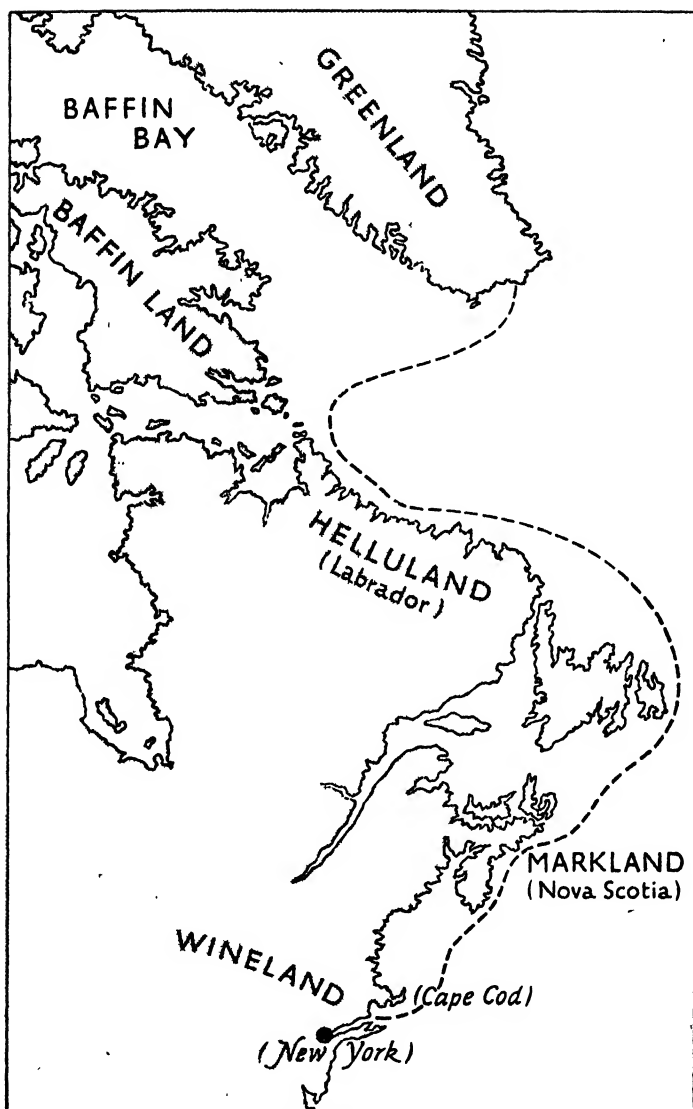 GREENLAND
BAFFIN
BAY
BAFFIN LAND
HELLULAND
(Labrador)
MARKLAND
(Nova Scotia)
WINELAND
(Cape Cod)
(New York)